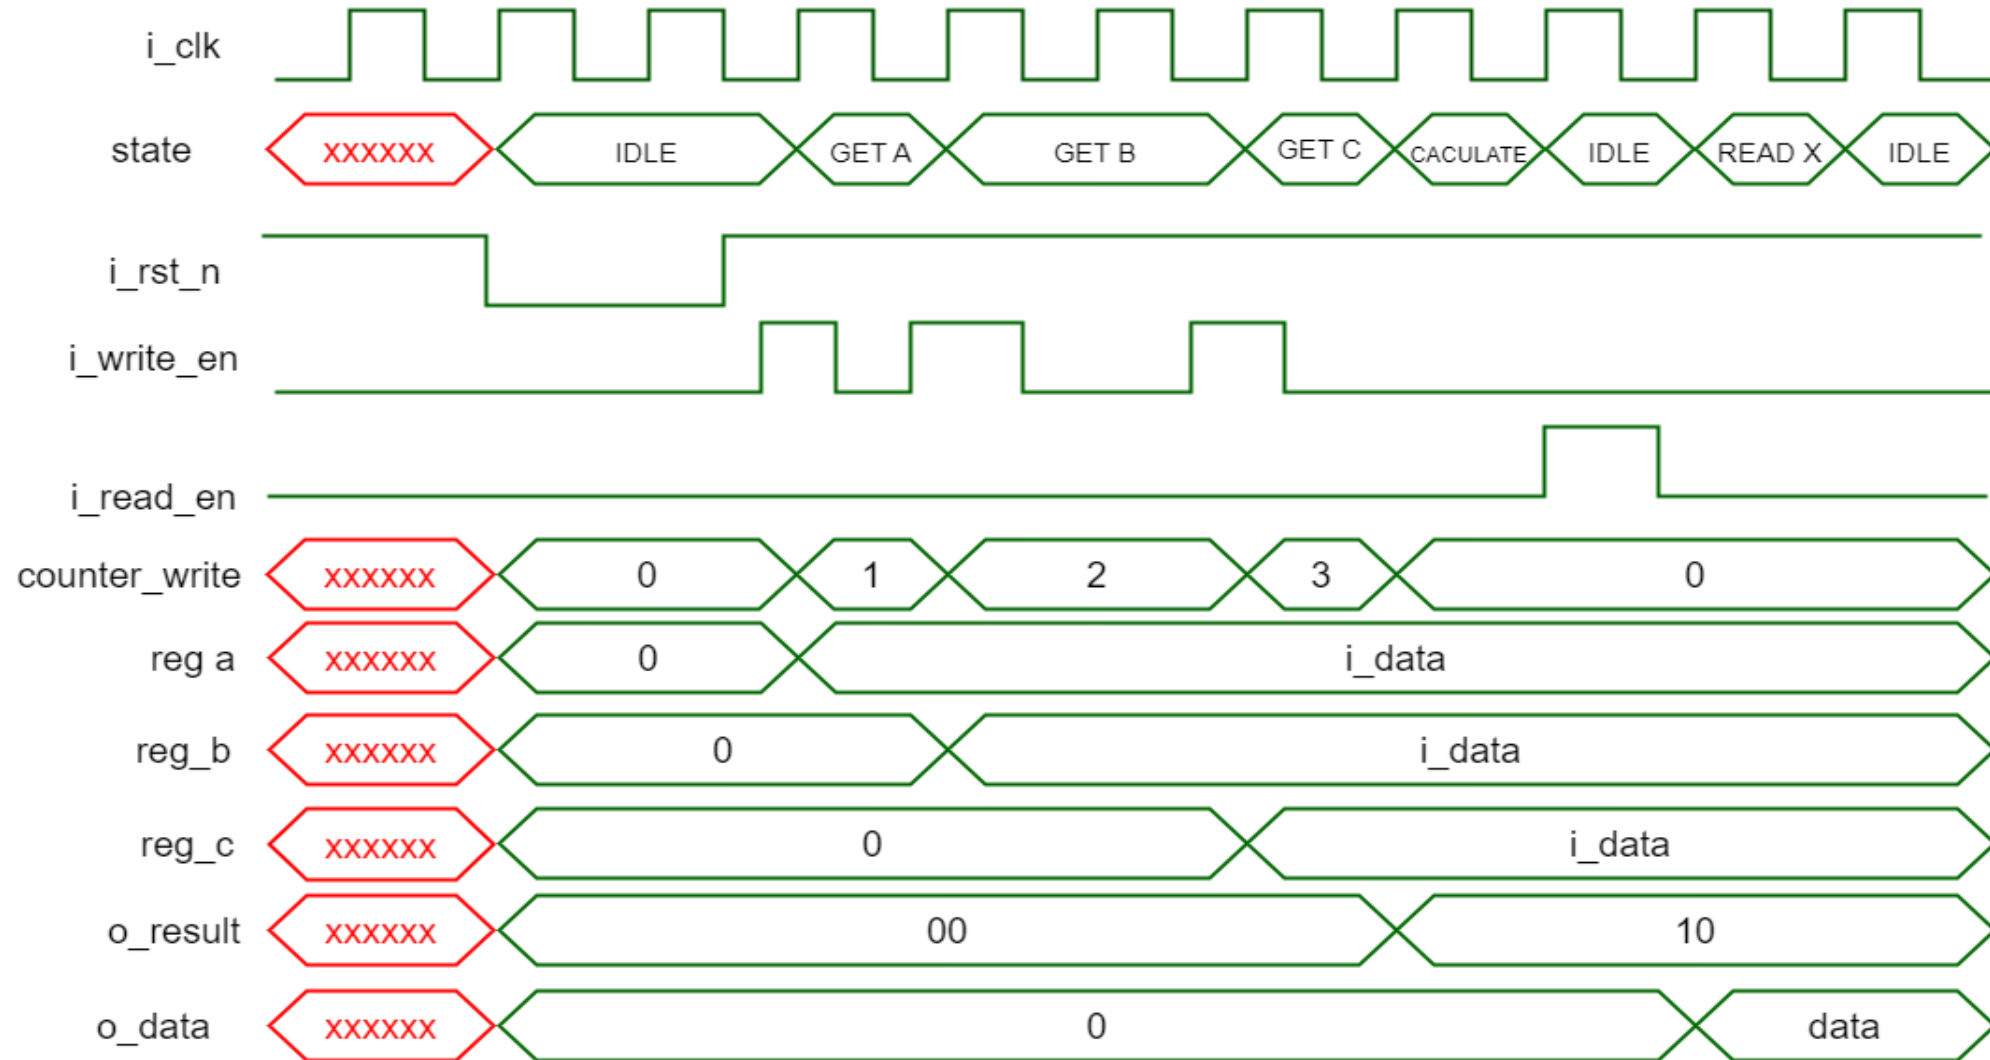 i_clk
state xxxxxx IDLE GET A GET B GET C CACULATE IDLE READ X IDLE
i_rst_n
i_write_en
i_read_en
counter_write xxxxxx 0 1 2 3 0
reg a xxxxxx 0 i_data
reg_b xxxxxx 0 i_data
reg_c xxxxxx 0 i_data
o_result xxxxxx 00 10
o_data xxxxxx 0 data